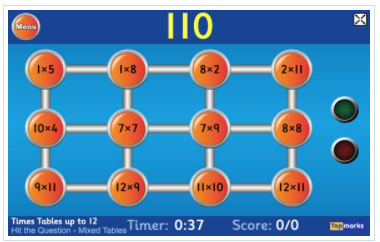 Menu
110
1×5 1×8 8×2 2×11
10×4 7×7 7×9 8×8
9×11 12×9 11×10 12×11
Times Tables up to 12
Hit the Question - Mixed Tables
Timer: 0:37 Score: 0/0
Topmarks